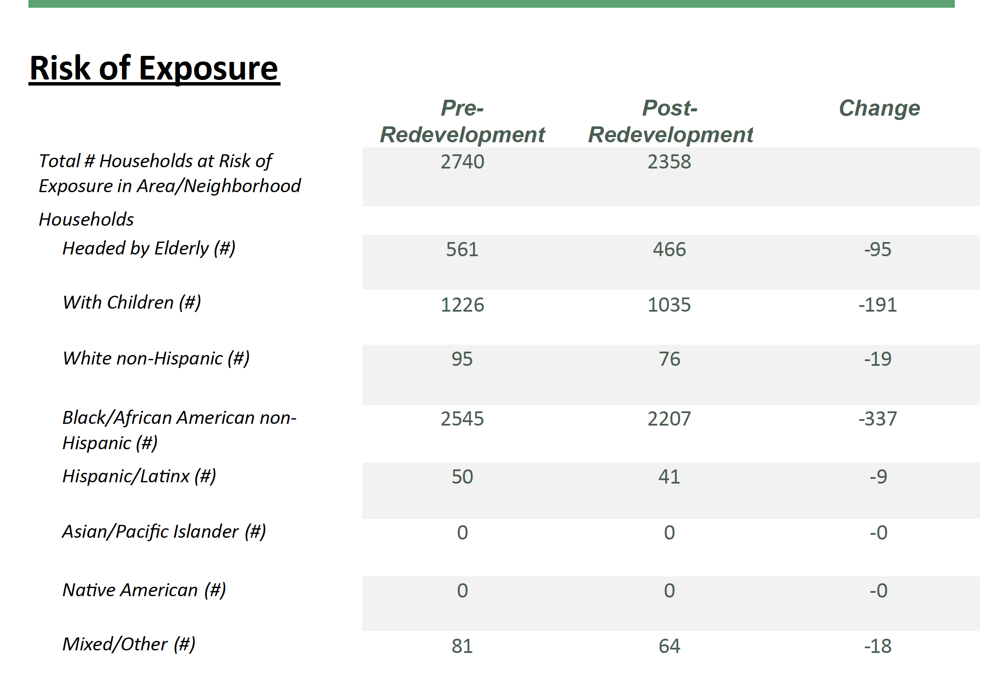 Risk of Exposure
Pre- Post- Change
Redevelopment Redevelopment
Total # Households at Risk of 2740 2358
Exposure in Area/Neighborhood
Households
Headed by Elderly (#) 561 466 -95
With Children (#) 1226 1035 -191
White non-Hispanic (#) 95 76 -19
Black/African American non- 2545 2207 -337
Hispanic (#)
Hispanic/Latinx (#) 50 41 -9
Asian/Pacific Islander (#) 0 0 -0
Native American (#) 0 0 -0
Mixed/Other (#) 81 64 -18